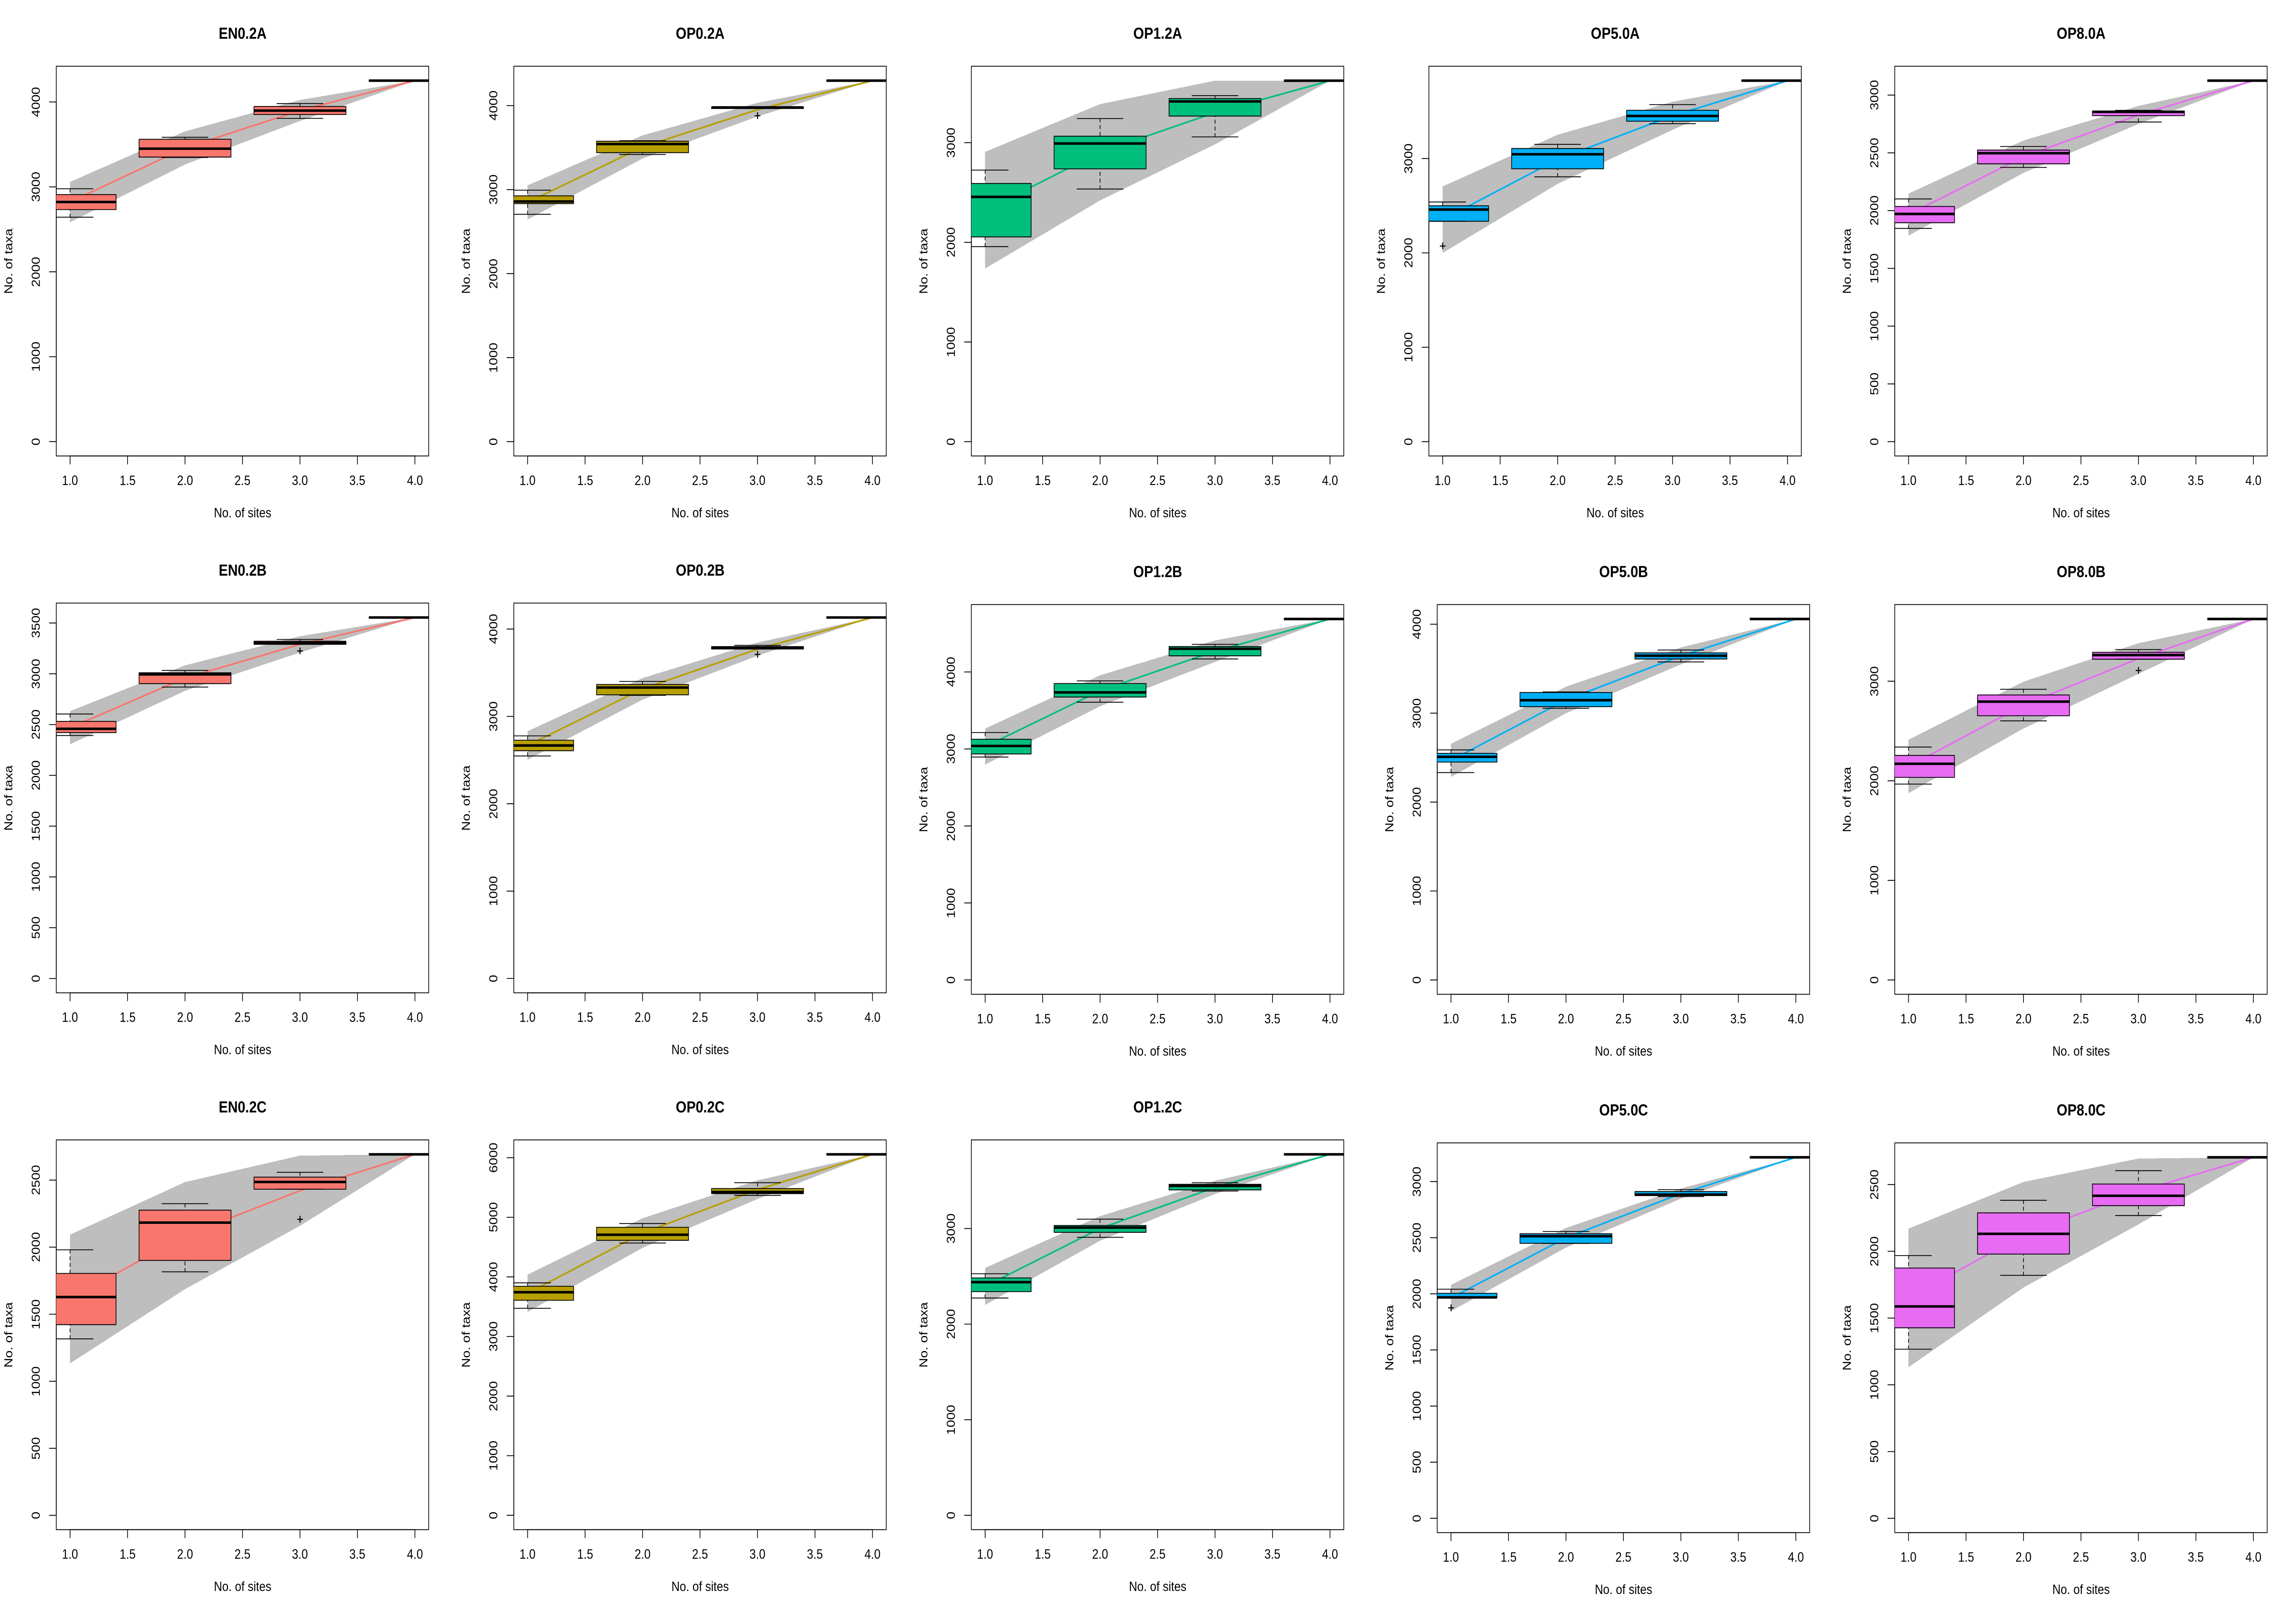 EN0.2A
No. of taxa
0 1000 2000 3000 4000
1.0 1.5 2.0 2.5 3.0 3.5 4.0
No. of sites
OP0.2A
No. of taxa
0 1000 2000 3000 4000
1.0 1.5 2.0 2.5 3.0 3.5 4.0
No. of sites
OP1.2A
No. of taxa
0 1000 2000 3000
1.0 1.5 2.0 2.5 3.0 3.5 4.0
No. of sites
OP5.0A
No. of taxa
0 1000 2000 3000
1.0 1.5 2.0 2.5 3.0 3.5 4.0
No. of sites
OP8.0A
No. of taxa
0 500 1000 1500 2000 2500 3000
1.0 1.5 2.0 2.5 3.0 3.5 4.0
No. of sites
EN0.2B
No. of taxa
0 500 1000 1500 2000 2500 3000 3500
1.0 1.5 2.0 2.5 3.0 3.5 4.0
No. of sites
OP0.2B
No. of taxa
0 1000 2000 3000 4000
1.0 1.5 2.0 2.5 3.0 3.5 4.0
No. of sites
OP1.2B
No. of taxa
0 1000 2000 3000 4000
1.0 1.5 2.0 2.5 3.0 3.5 4.0
No. of sites
OP5.0B
No. of taxa
0 1000 2000 3000 4000
1.0 1.5 2.0 2.5 3.0 3.5 4.0
No. of sites
OP8.0B
No. of taxa
0 1000 2000 3000
1.0 1.5 2.0 2.5 3.0 3.5 4.0
No. of sites
EN0.2C
No. of taxa
0 500 1000 1500 2000 2500
1.0 1.5 2.0 2.5 3.0 3.5 4.0
No. of sites
OP0.2C
No. of taxa
0 1000 2000 3000 4000 5000 6000
1.0 1.5 2.0 2.5 3.0 3.5 4.0
No. of sites
OP1.2C
No. of taxa
0 1000 2000 3000
1.0 1.5 2.0 2.5 3.0 3.5 4.0
No. of sites
OP5.0C
No. of taxa
0 500 1000 1500 2000 2500 3000
1.0 1.5 2.0 2.5 3.0 3.5 4.0
No. of sites
OP8.0C
No. of taxa
0 500 1000 1500 2000 2500
1.0 1.5 2.0 2.5 3.0 3.5 4.0
No. of sites